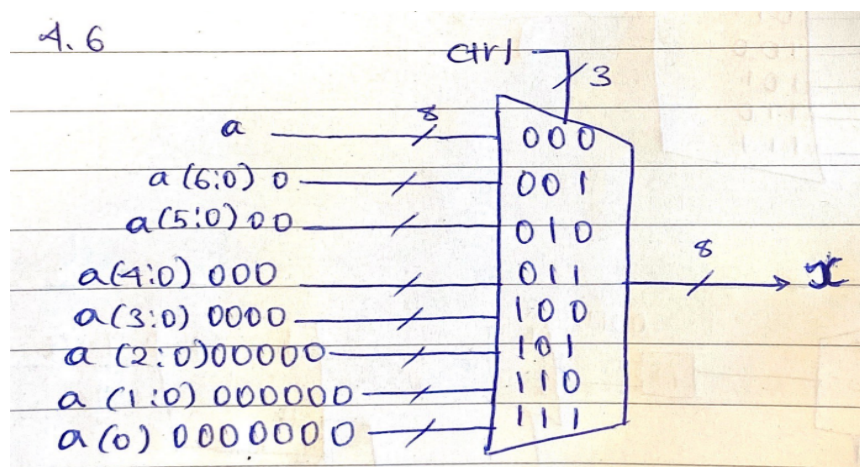 4.6
ctrl
3
a 8 000
a(6:0) 0 001
a(5:0) 00 010
8
a(4:0) 000 011 x
a(3:0) 0000 100
a (2:0)00000 101
a (1:0) 000000 110
a(0) 0000000 111